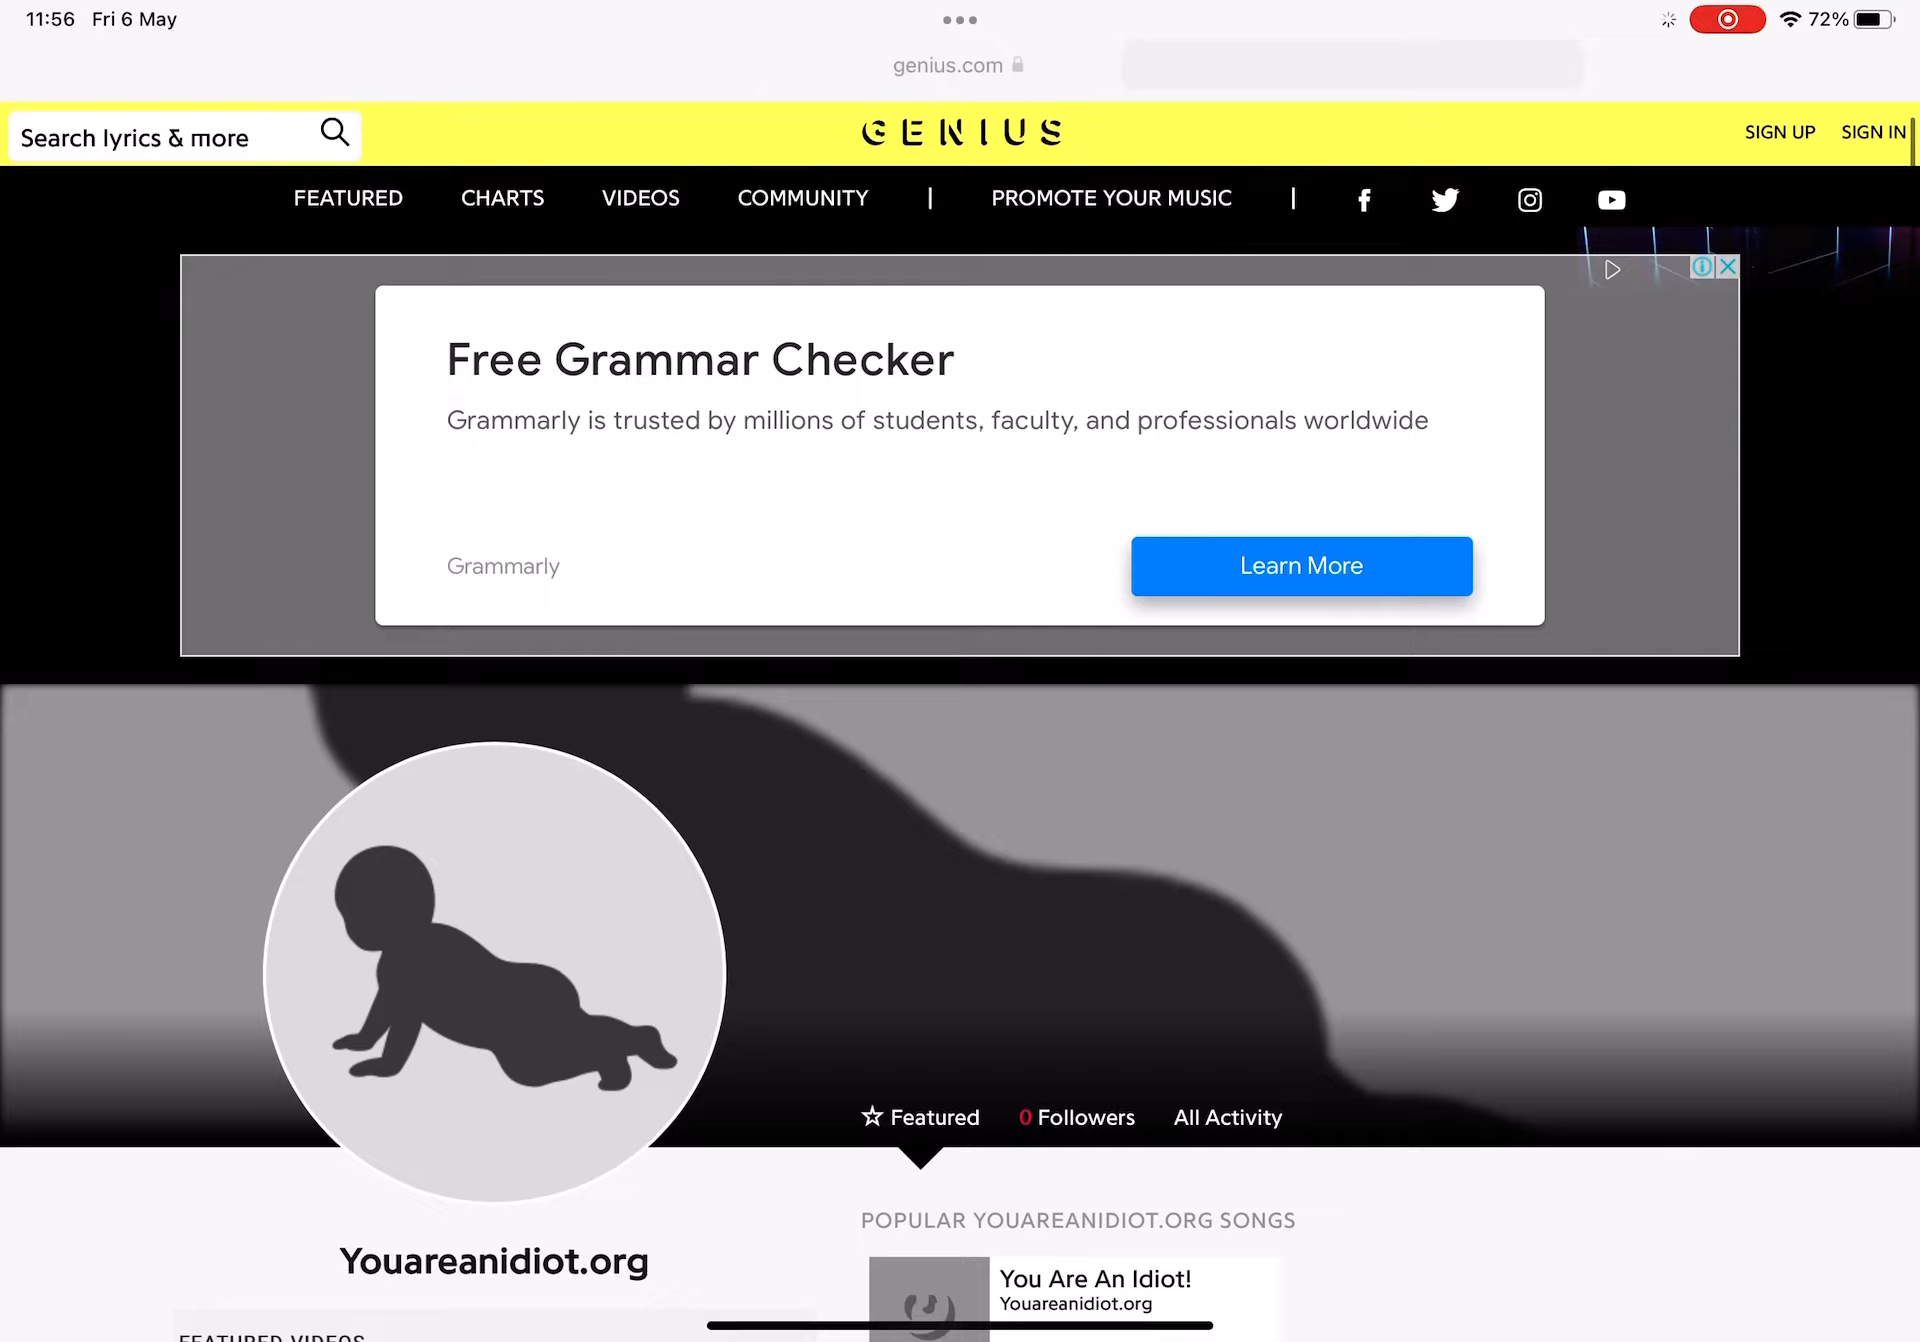 11:56 Fri 6 May
72%
genius.com
Search lyrics & more
GENIUS
SIGN UP SIGN IN
FEATURED CHARTS VIDEOS COMMUNITY | PROMOTE YOUR MUSIC |
Free Grammar Checker
Grammarly is trusted by millions of students, faculty, and professionals worldwide
Grammarly
Learn More
Featured 0 Followers All Activity
POPULAR YOUAREANIDIOT.ORG SONGS
Youareanidiot.org
You Are An Idiot!
Youareanidiot.org
FEATURED VIDEOS